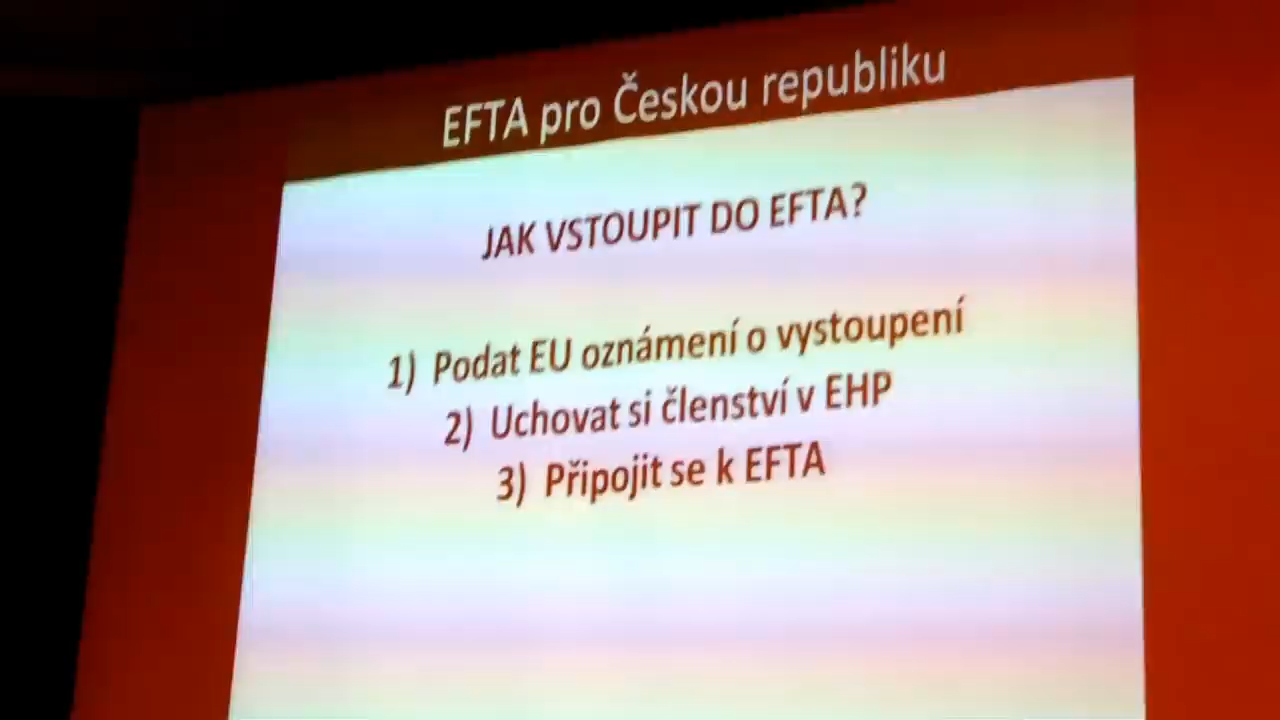 EFTA pro Českou republiku
JAK VSTOUPIT DO EFTA?
1) Podat EU oznámení o vystoupení
2) Uchovat si členství v EHP
3) Připojit se k EFTA